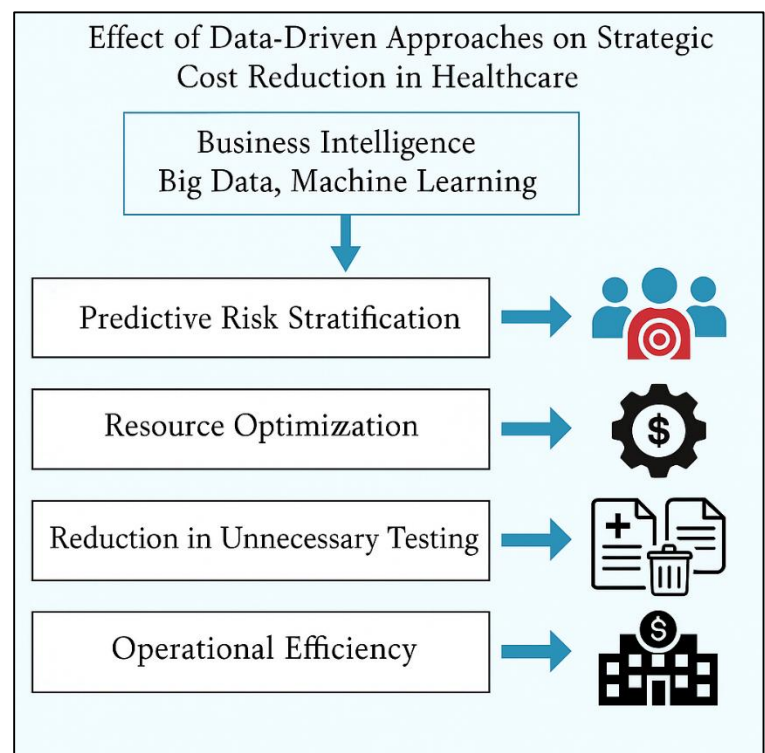 Effect of Data-Driven Approaches on Strategic
Cost Reduction in Healthcare
Business Intelligence
Big Data, Machine Learning
Predictive Risk Stratification
$
Resource Optimization
Reduction in Unnecessary Testing
$
Operational Efficiency